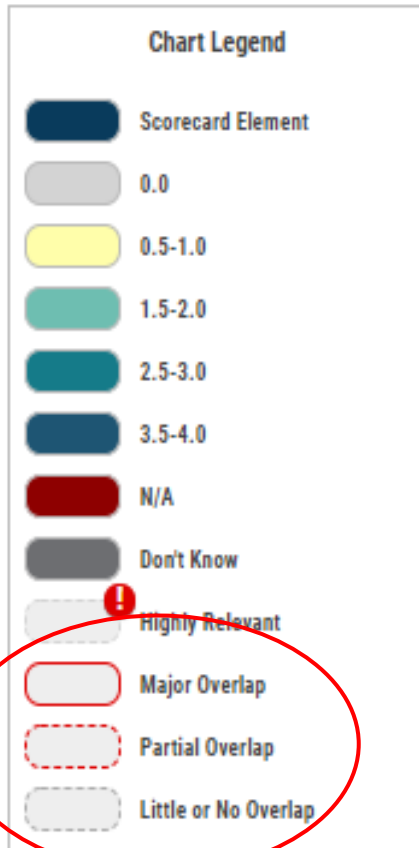 Chart Legend
Scorecard Element
0.0
0.5-1.0
1.5-2.0
2.5-3.0
3.5-4.0
N/A
Don't Know
!
Highly Relevant
Major Overlap
Partial Overlap
Little or No Overlap